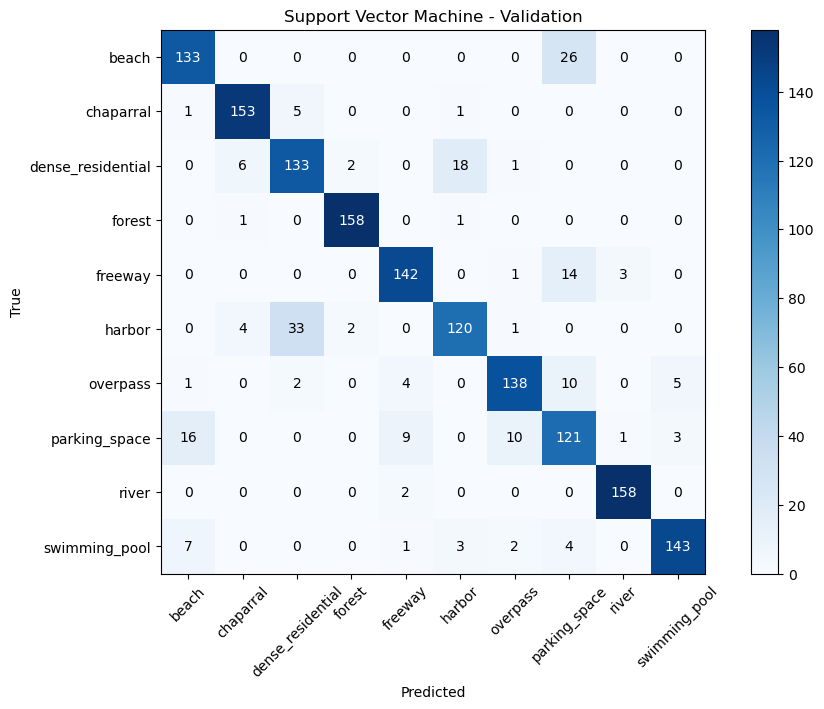 Support Vector Machine - Validation
beach 133 0 0 0 0 0 0 26 0 0
chaparral 1 153 5 0 0 1 0 0 0 0
dense_residential 0 6 133 2 0 18 1 0 0 0
forest 0 1 0 158 0 1 0 0 0 0
freeway 0 0 0 0 142 0 1 14 3 0
harbor 0 4 33 2 0 120 1 0 0 0
overpass 1 0 2 0 4 0 138 10 0 5
parking_space 16 0 0 0 9 0 10 121 1 3
river 0 0 0 0 2 0 0 0 158 0
swimming_pool 7 0 0 0 1 3 2 4 0 143
True
beach chaparral dense_residential forest freeway harbor overpass parking_space river swimming_pool
Predicted
140
120
100
80
60
40
20
0